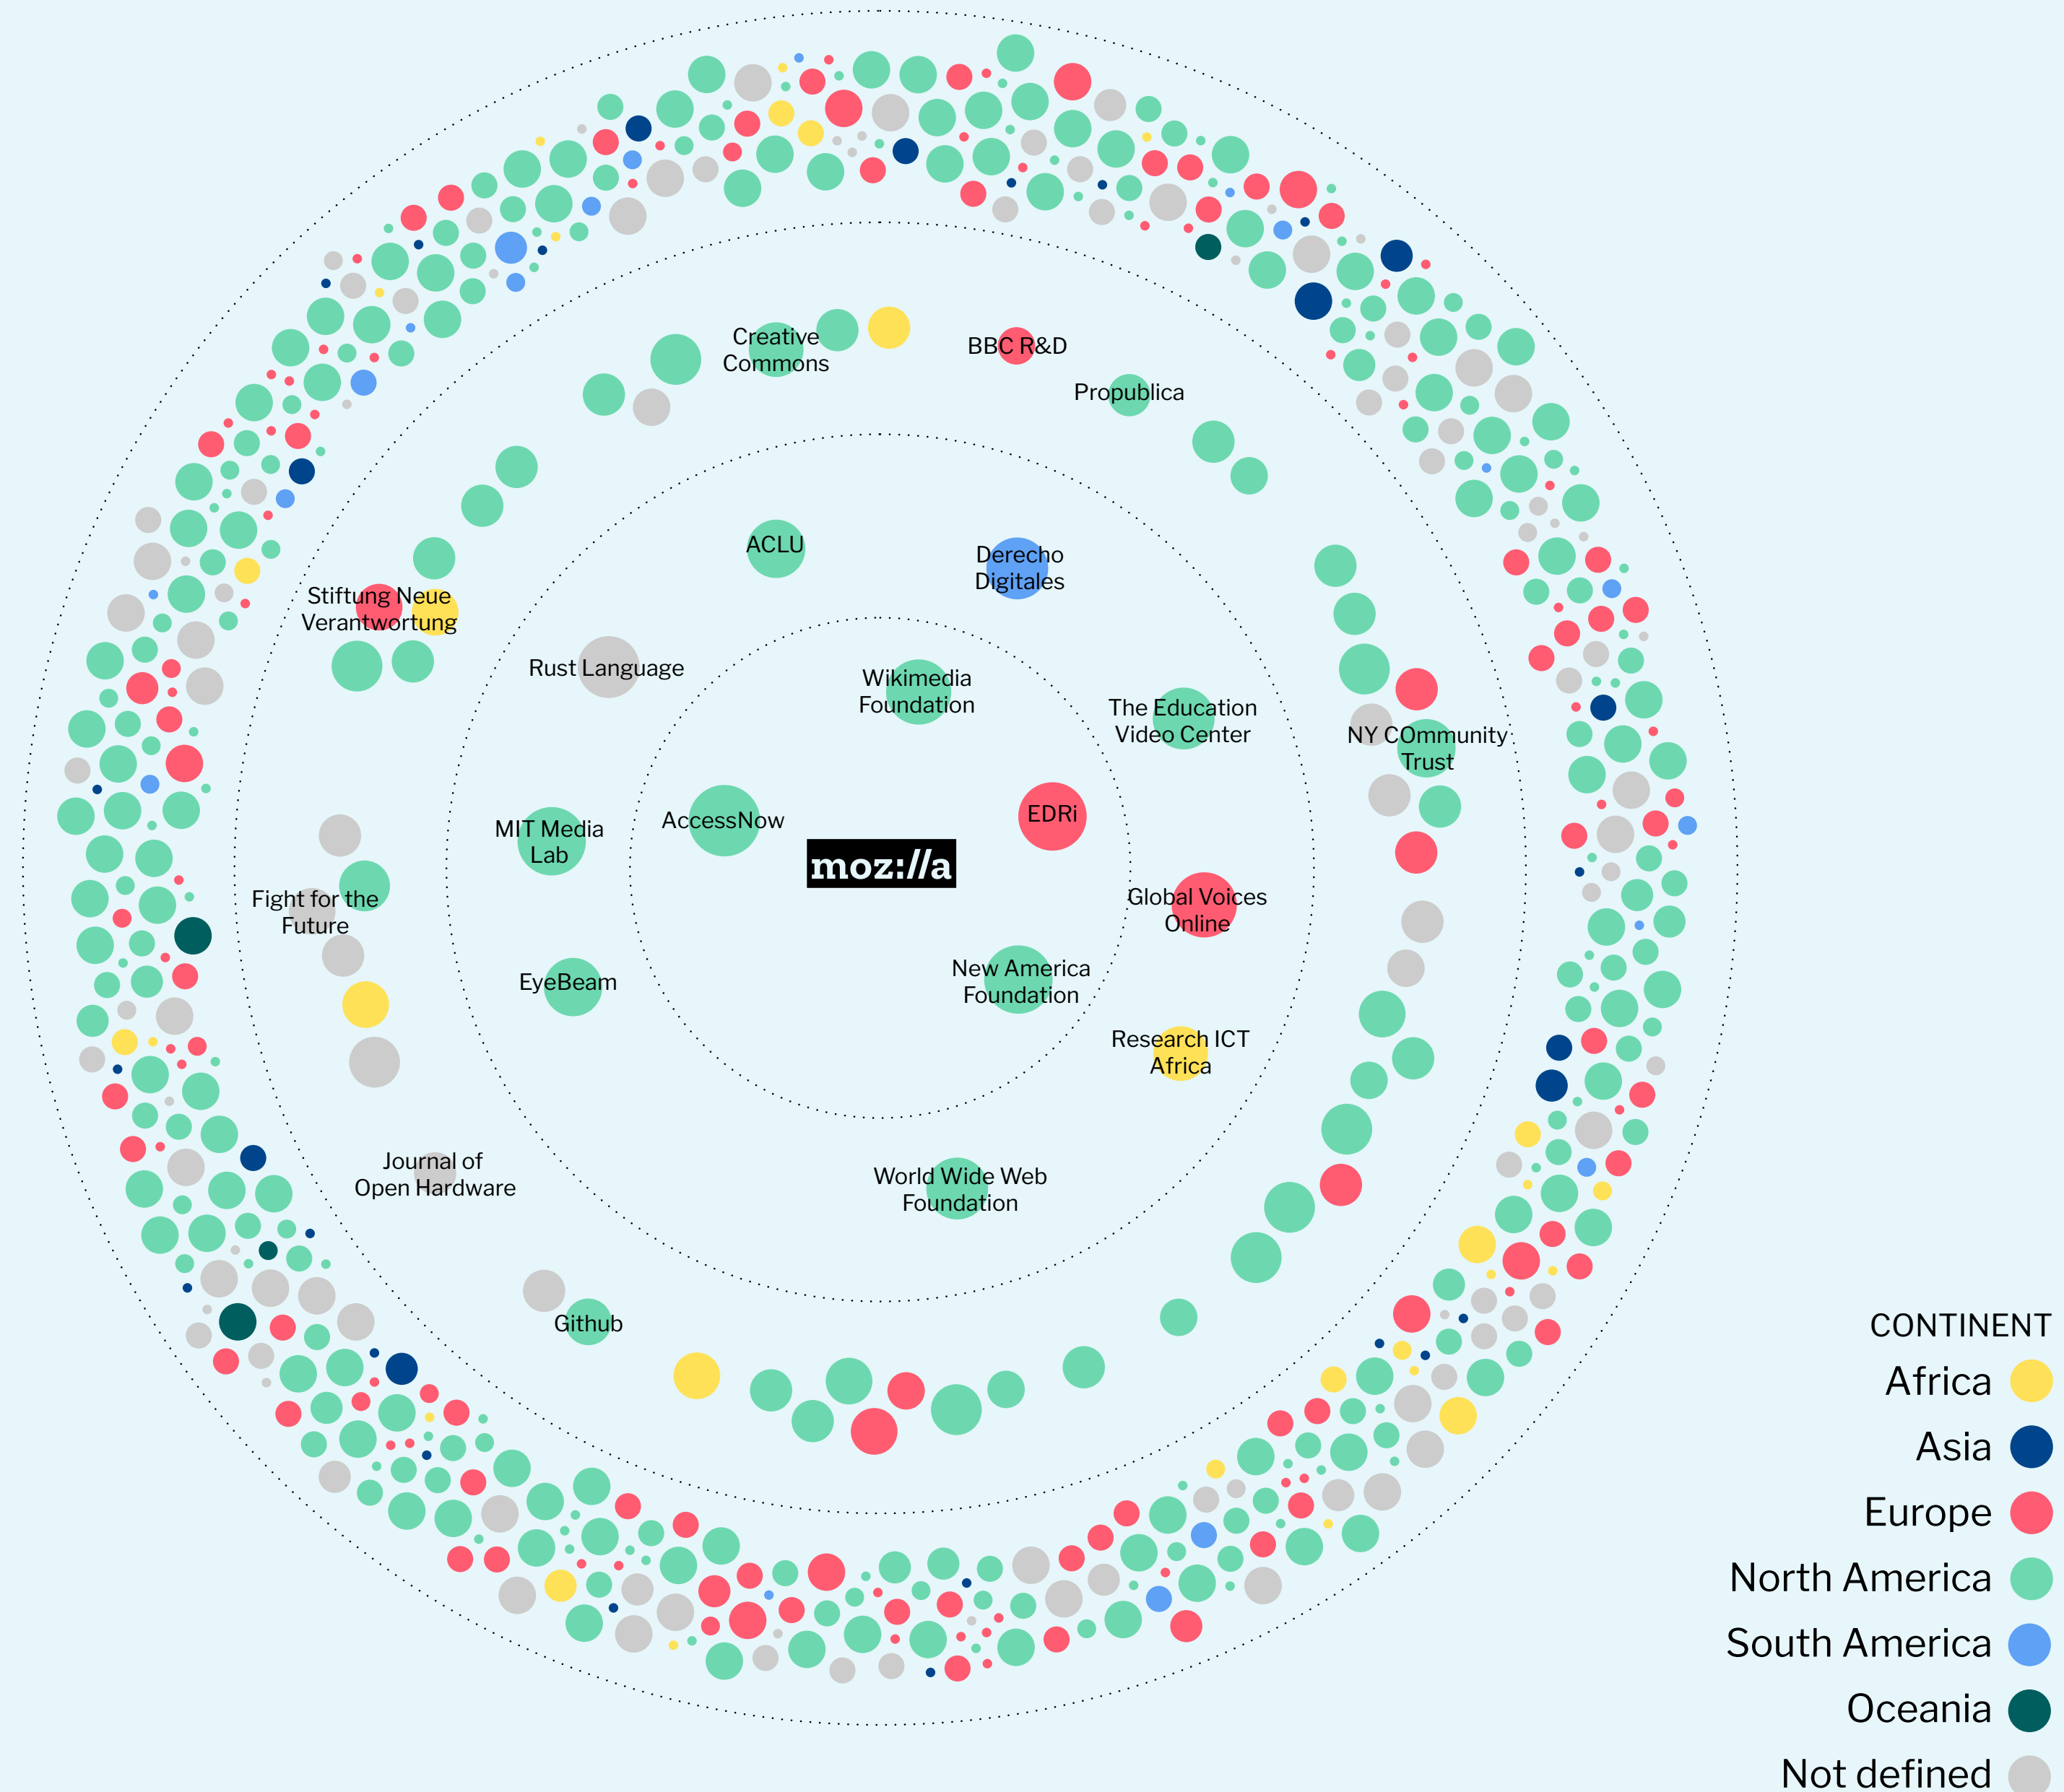 Creative
Commons
BBC R&D
Propublica
ACLU
Derecho
Digitales
Stiftung Neue
Verantwortung
Rust Language
Wikimedia
Foundation
The Education
Video Center
NY COmmunity
Trust
MIT Media
Lab
AccessNow
EDRi
moz://a
Fight for the
Future
Global Voices
Online
EyeBeam
New America
Foundation
Research ICT
Africa
Journal of
Open Hardware
World Wide Web
Foundation
Github
CONTINENT
Africa
Asia
Europe
North America
South America
Oceania
Not defined